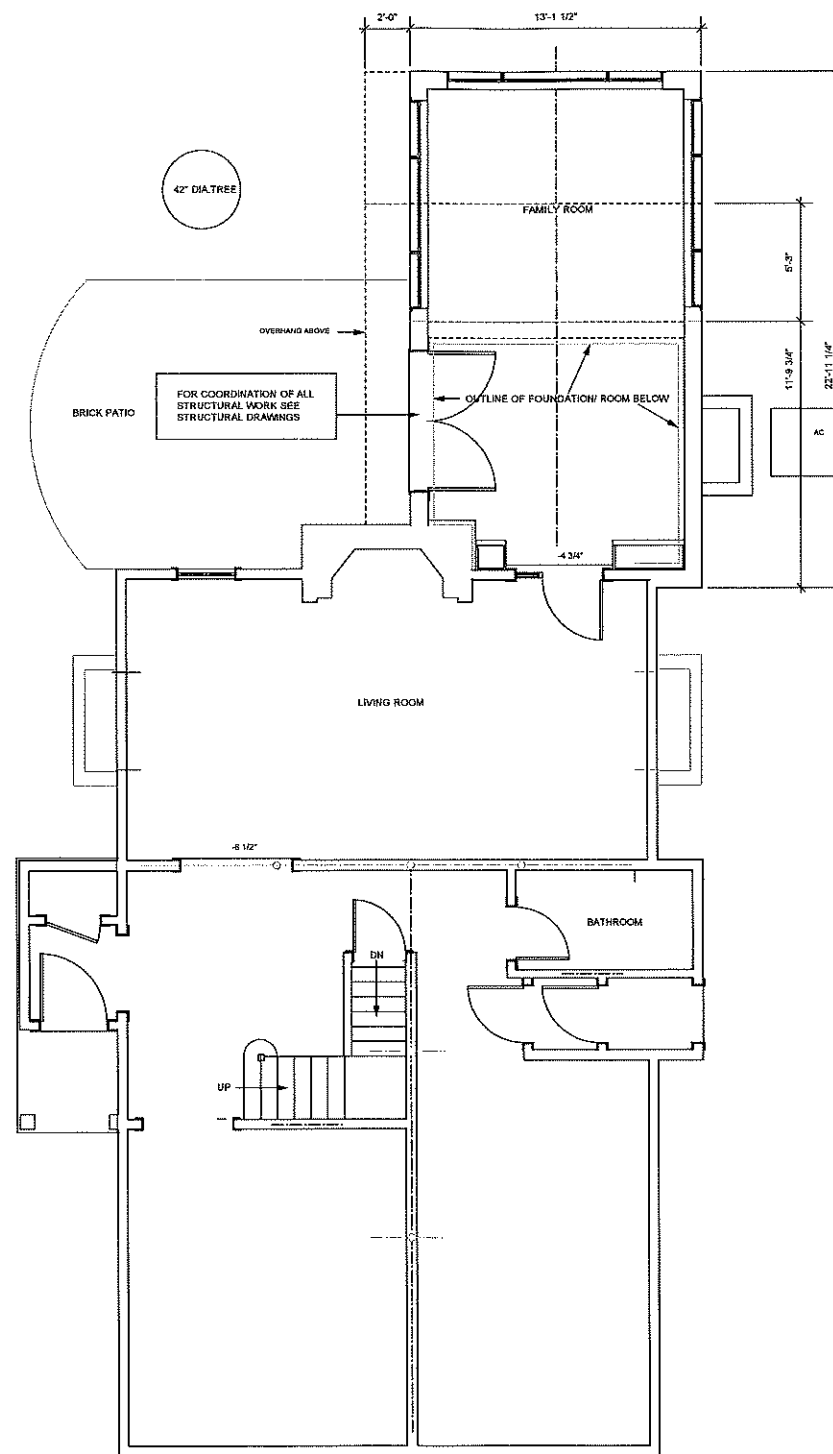 2'-0"
13'-1 1/2"
42" DIA.TREE
FAMILY ROOM
5'-3"
OVERHANG ABOVE
11'-9 3/4"
22'-11 1/4"
FOR COORDINATION OF ALL
STRUCTURAL WORK SEE
STRUCTURAL DRAWINGS
OUTLINE OF FOUNDATION/ ROOM BELOW
BRICK PATIO
AC
-4 3/4"
LIVING ROOM
-6 1/2"
BATHROOM
DN
UP